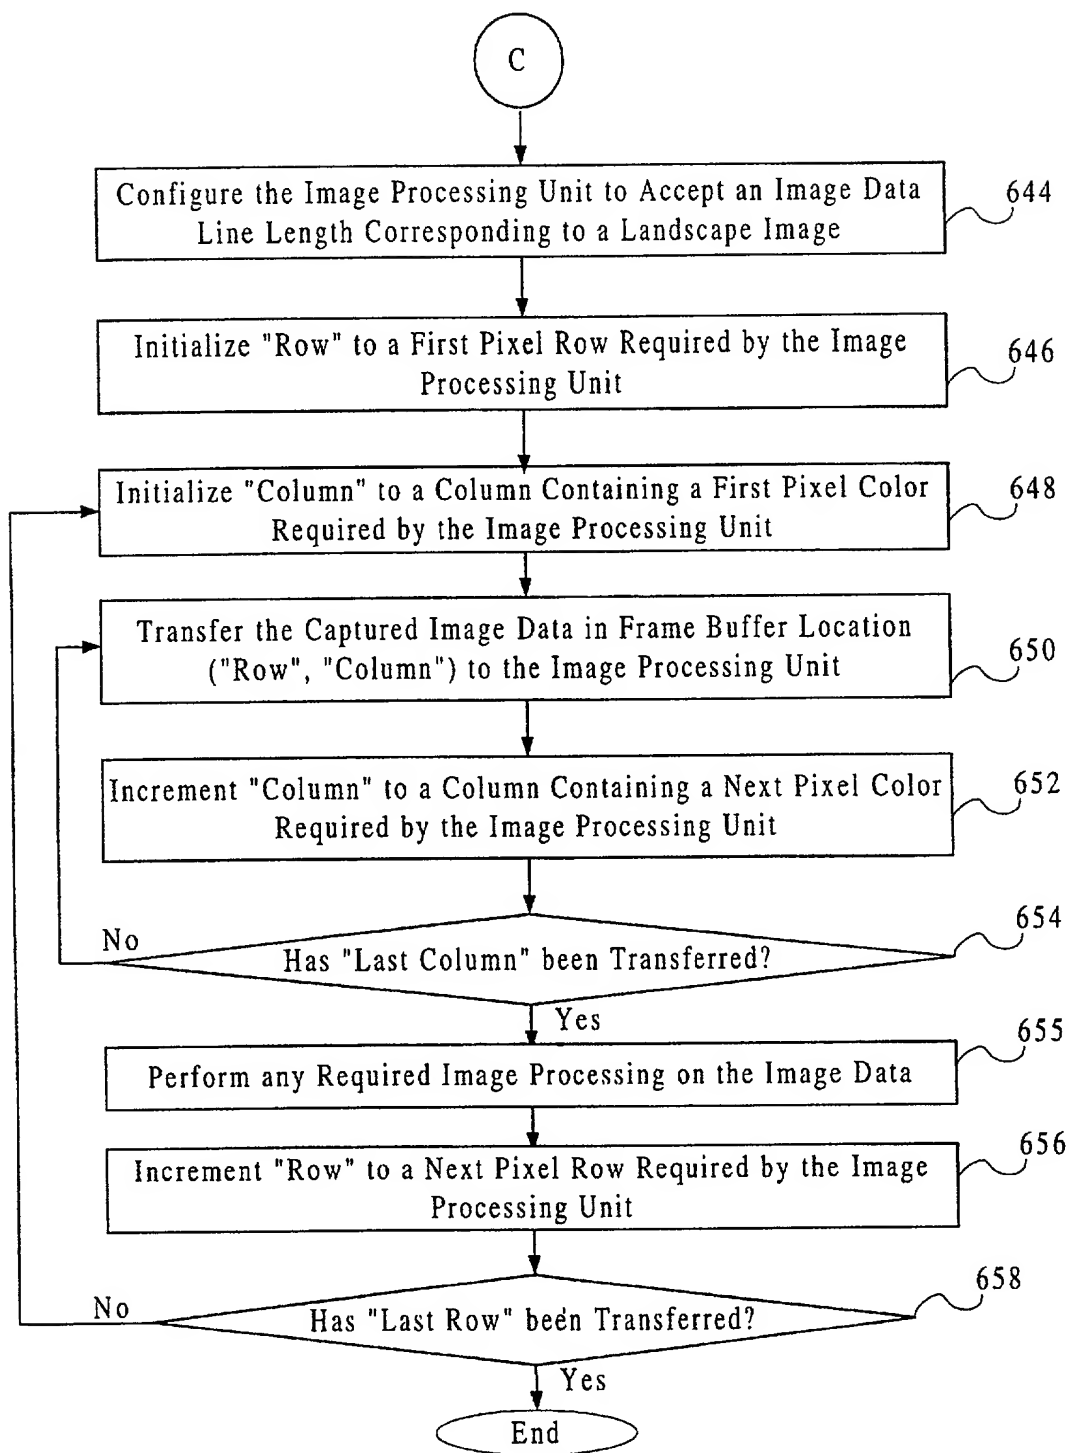 C
Configure the Image Processing Unit to Accept an Image Data
Line Length Corresponding to a Landscape Image
644
Initialize "Row" to a First Pixel Row Required by the Image
Processing Unit
646
Initialize "Column" to a Column Containing a First Pixel Color
Required by the Image Processing Unit
648
Transfer the Captured Image Data in Frame Buffer Location
("Row", "Column") to the Image Processing Unit
650
Increment "Column" to a Column Containing a Next Pixel Color
Required by the Image Processing Unit
652
No
Has "Last Column" been Transferred?
654
Yes
655
Perform any Required Image Processing on the Image Data
Increment "Row" to a Next Pixel Row Required by the Image
Processing Unit
656
No
Has "Last Row" been Transferred?
658
Yes
End